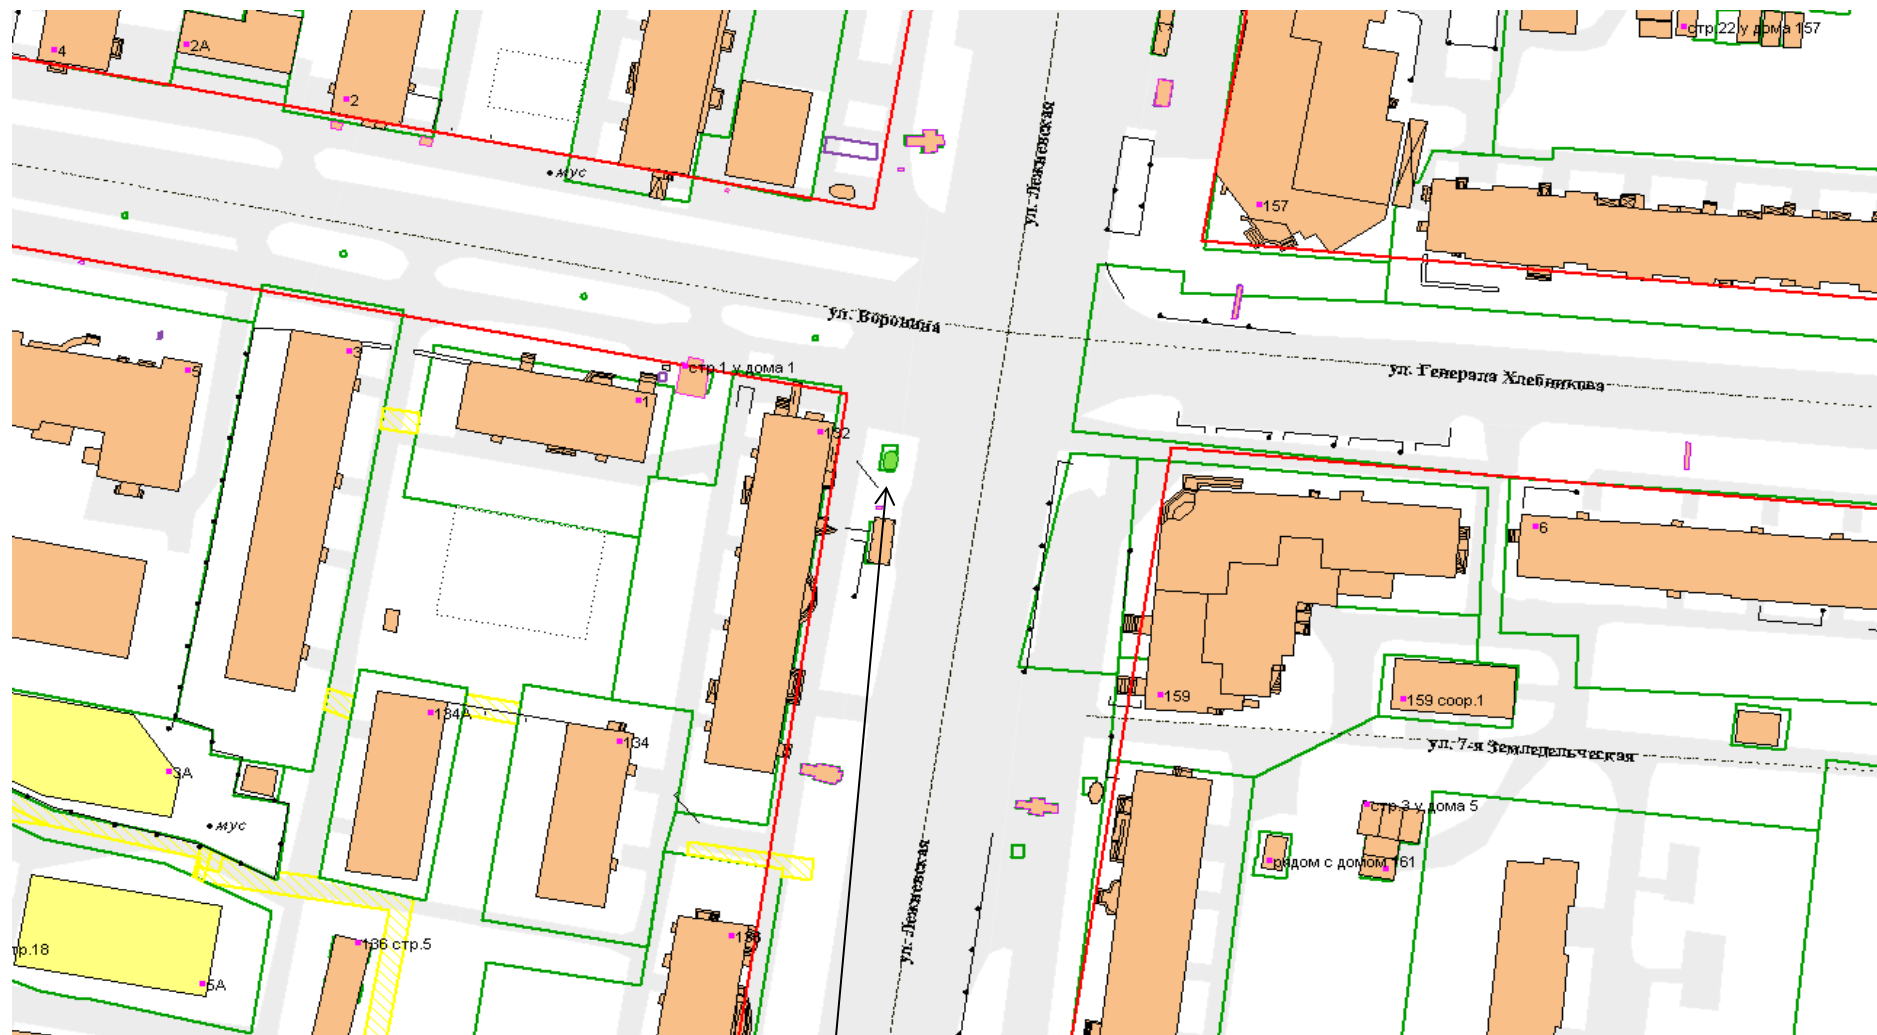 стр.22 у дома 157
4
2А
2
мус
ул. Лежневская
157
ул. Воронина
3
стр.1 у дома 1
ул. Генерала Хлебникова
5
1
132
6
159
159 соор.1
134А
134
ул. 7-я Земледельческая
3А
стр.3 у дома 5
мус
рядом с домом 161
ул. Лежневская
136 стр.5
тр.18
5А